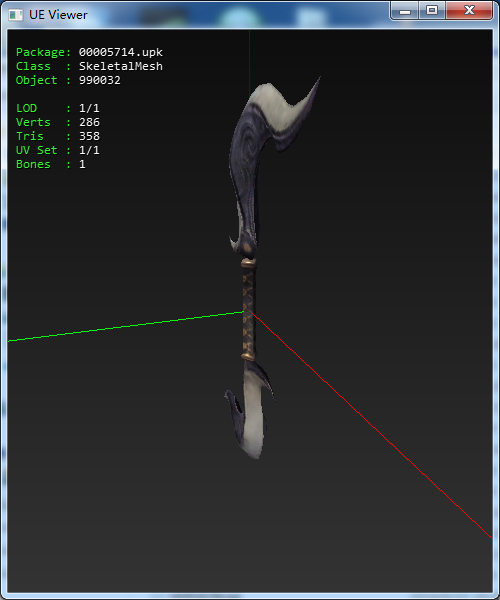 UE Viewer
Package: 00005714.upk
Class : SkeletalMesh
Object : 990032
LOD : 1/1
Verts : 286
Tris : 358
UV Set : 1/1
Bones : 1